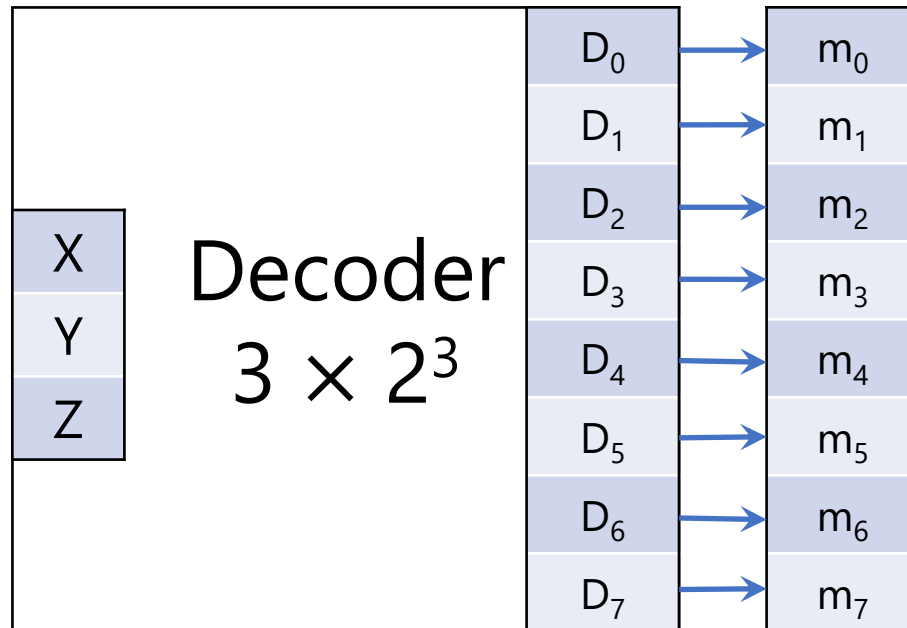 X
Y
Z
Decoder
3 × 2³
D₀ m₀
D₁ m₁
D₂ m₂
D₃ m₃
D₄ m₄
D₅ m₅
D₆ m₆
D₇ m₇